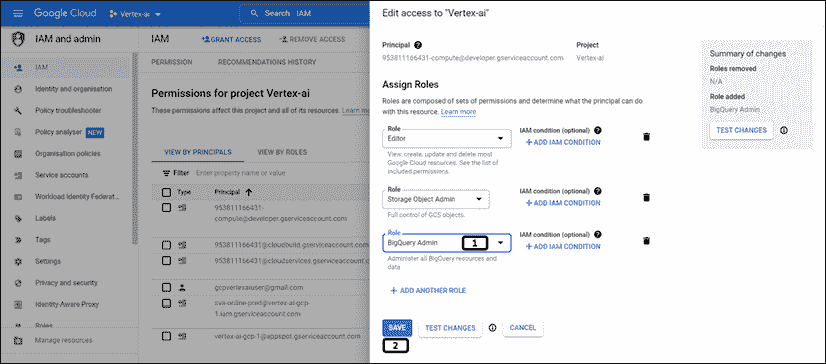 Google Cloud
Vertex-ai
Search IAM
IAM and admin
IAM
Identity and organisation
Policy troubleshooter
Policy analyser NEW
Organisation policies
Service accounts
Workload Identity Federat...
Labels
Tags
Settings
Privacy and security
Identity-Aware Proxy
Roles
Manage resources
IAM
GRANT ACCESS
REMOVE ACCESS
PERMISSION
RECOMMENDATIONS HISTORY
Permissions for project Vertex-ai
These permissions affect this project and all of its resources. Learn more
VIEW BY PRINCIPALS
VIEW BY ROLES
Filter Enter property name or value
Type Principal
953811166431-
compute@developer.gserviceaccount.com
953811166431@cloudbuild.gserviceaccount.com
953811166431@cloudservices.gserviceaccount.com
gcpvertexaiuser@gmail.com
sva-online-pred@vertex-ai-gcp-
1.iam.gserviceaccount.com
vertex-ai-gcp-1@appspot.gserviceaccount.com
Edit access to "Vertex-ai"
Principal
Project
953811166431-compute@developer.gserviceaccount.com
Vertex-ai
Assign Roles
Roles are composed of sets of permissions and determine what the principal can do
with this resource. Learn more
Role
Editor
IAM condition (optional)
+ ADD IAM CONDITION
View, create, update and delete most
Google Cloud resources. See the list of
included permissions.
Role
Storage Object Admin
IAM condition (optional)
+ ADD IAM CONDITION
Full control of GCS objects.
Role
BigQuery Admin
1
IAM condition (optional)
+ ADD IAM CONDITION
Administer all BigQuery resources and
data
+ ADD ANOTHER ROLE
SAVE
TEST CHANGES
CANCEL
2
Summary of changes
Roles removed
N/A
Role added
BigQuery Admin
TEST CHANGES